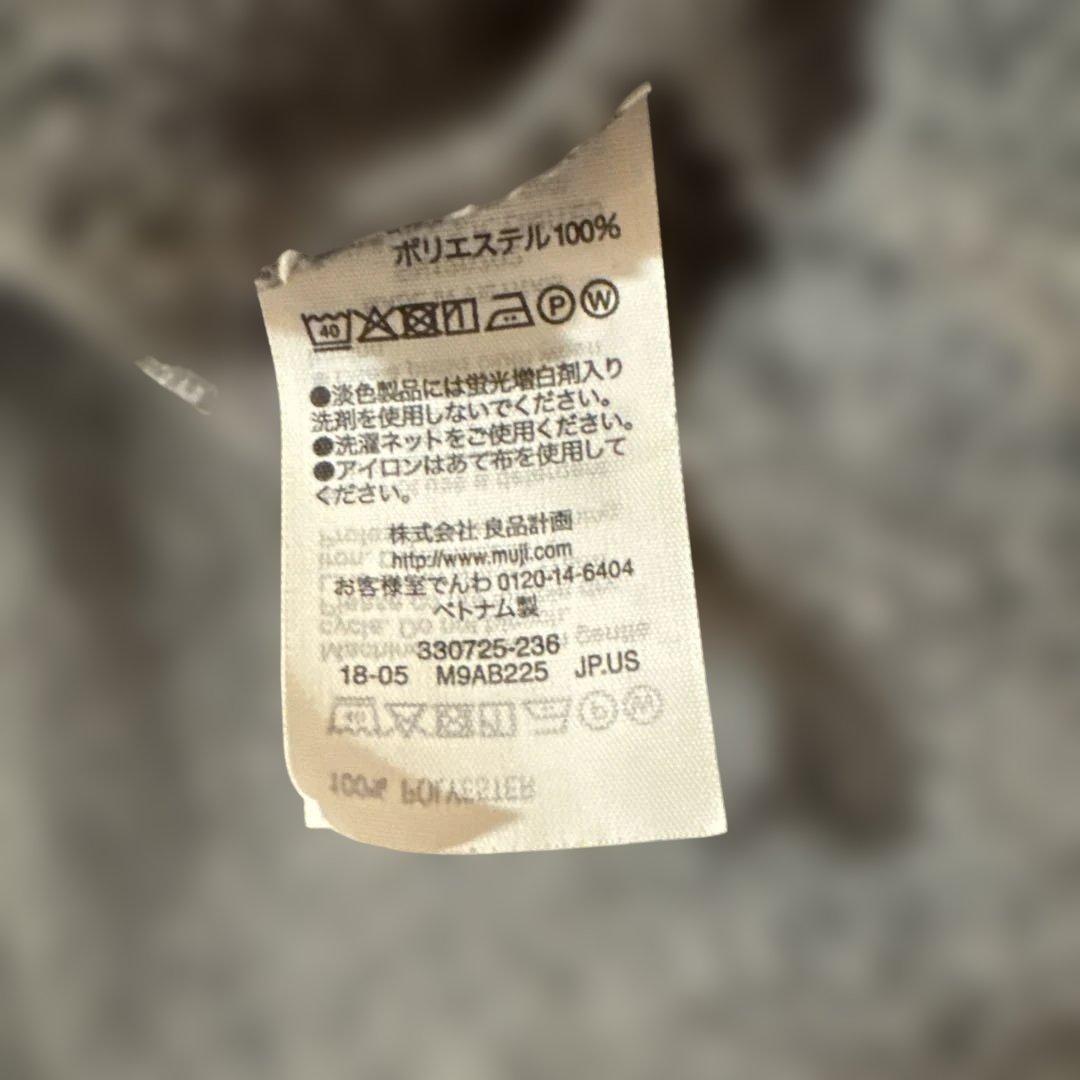 ポリエステル100%
40 P W
●淡色製品には蛍光増白剤入り
洗剤を使用しないでください。
●洗濯ネットをご使用ください。
●アイロンはあて布を使用して
ください。
株式会社 良品計画
http://www.muji.com
お客様室でんわ 0120-14-6404
ベトナム製
330725-236
18-05 M9AB225 JP.US
100% POLYESTER